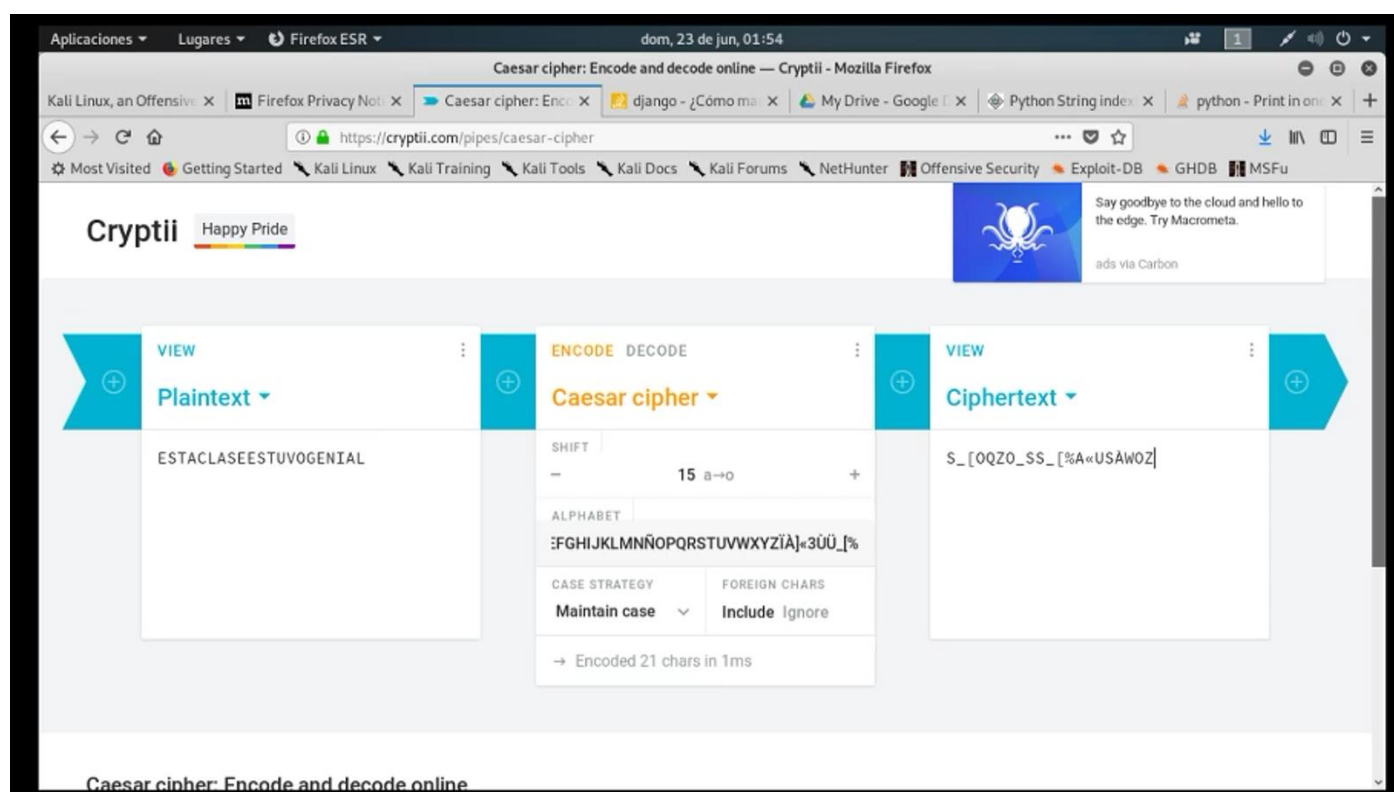 Aplicaciones Lugares Firefox ESR dom, 23 de jun, 01:54 1
Caesar cipher: Encode and decode online — Cryptii - Mozilla Firefox
Kali Linux, an Offensive Firefox Privacy Noti Caesar cipher: Enco django - ¿Cómo ma My Drive - Google D Python String index python - Print in one
https://cryptii.com/pipes/caesar-cipher
Most Visited Getting Started Kali Linux Kali Training Kali Tools Kali Docs Kali Forums NetHunter Offensive Security Exploit-DB GHDB MSFu
Say goodbye to the cloud and hello to
the edge. Try Macrometa.
ads via Carbon
Cryptii Happy Pride
VIEW
Plaintext
ESTACLASEESTUVOGENIAL
ENCODE DECODE
Caesar cipher
SHIFT
− 15 a→o +
ALPHABET
EFGHIJKLMNÑOPQRSTUVWXYZÏÀ]«3ÙÜ_[%
CASE STRATEGY FOREIGN CHARS
Maintain case Include Ignore
→ Encoded 21 chars in 1ms
VIEW
Ciphertext
S_[OQZO_SS_[%A«USÀWOZ
Caesar cipher: Encode and decode online